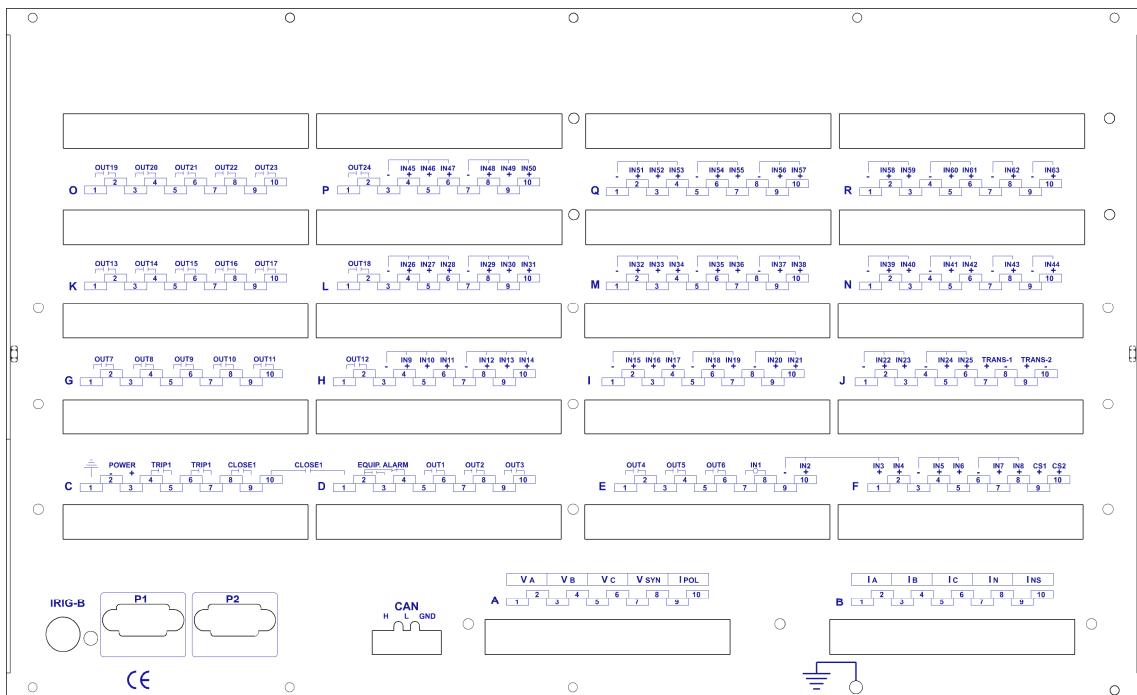 OUT19 OUT20 OUT21 OUT22 OUT23
O 1 2 3 4 5 6 7 8 9 10
OUT24 IN45 IN46 IN47 IN48 IN49 IN50
- + + + - + + +
P 1 2 3 4 5 6 7 8 9 10
IN51 IN52 IN53 IN54 IN55 IN56 IN57
- + + + - + + - + +
Q 1 2 3 4 5 6 7 8 9 10
IN58 IN59 IN60 IN61 IN62 IN63
- + + - + + - + - +
R 1 2 3 4 5 6 7 8 9 10
OUT13 OUT14 OUT15 OUT16 OUT17
K 1 2 3 4 5 6 7 8 9 10
OUT18 IN26 IN27 IN28 IN29 IN30 IN31
- + + + - + + +
L 1 2 3 4 5 6 7 8 9 10
IN32 IN33 IN34 IN35 IN36 IN37 IN38
- + + + - + + - + +
M 1 2 3 4 5 6 7 8 9 10
IN39 IN40 IN41 IN42 IN43 IN44
- + + - + + - + - +
N 1 2 3 4 5 6 7 8 9 10
OUT7 OUT8 OUT9 OUT10 OUT11
G 1 2 3 4 5 6 7 8 9 10
OUT12 IN9 IN10 IN11 IN12 IN13 IN14
- + + + - + + +
H 1 2 3 4 5 6 7 8 9 10
IN15 IN16 IN17 IN18 IN19 IN20 IN21
- + + + - + + - + +
I 1 2 3 4 5 6 7 8 9 10
IN22 IN23 IN24 IN25 TRANS-1 TRANS-2
- + + - + + + - + -
J 1 2 3 4 5 6 7 8 9 10
POWER TRIP1 TRIP1 CLOSE1 CLOSE1
- +
C 1 2 3 4 5 6 7 8 9 10
EQUIP. ALARM OUT1 OUT2 OUT3
D 1 2 3 4 5 6 7 8 9 10
OUT4 OUT5 OUT6 IN1 IN2
- +
E 1 2 3 4 5 6 7 8 9 10
IN3 IN4 IN5 IN6 IN7 IN8 CS1 CS2
+ + - + + - + + + +
F 1 2 3 4 5 6 7 8 9 10
VA VB VC VSYN IPOL
A 1 2 3 4 5 6 7 8 9 10
IA IB IC IN INS
B 1 2 3 4 5 6 7 8 9 10
IRIG-B P1 P2
CAN
H L GND
CE